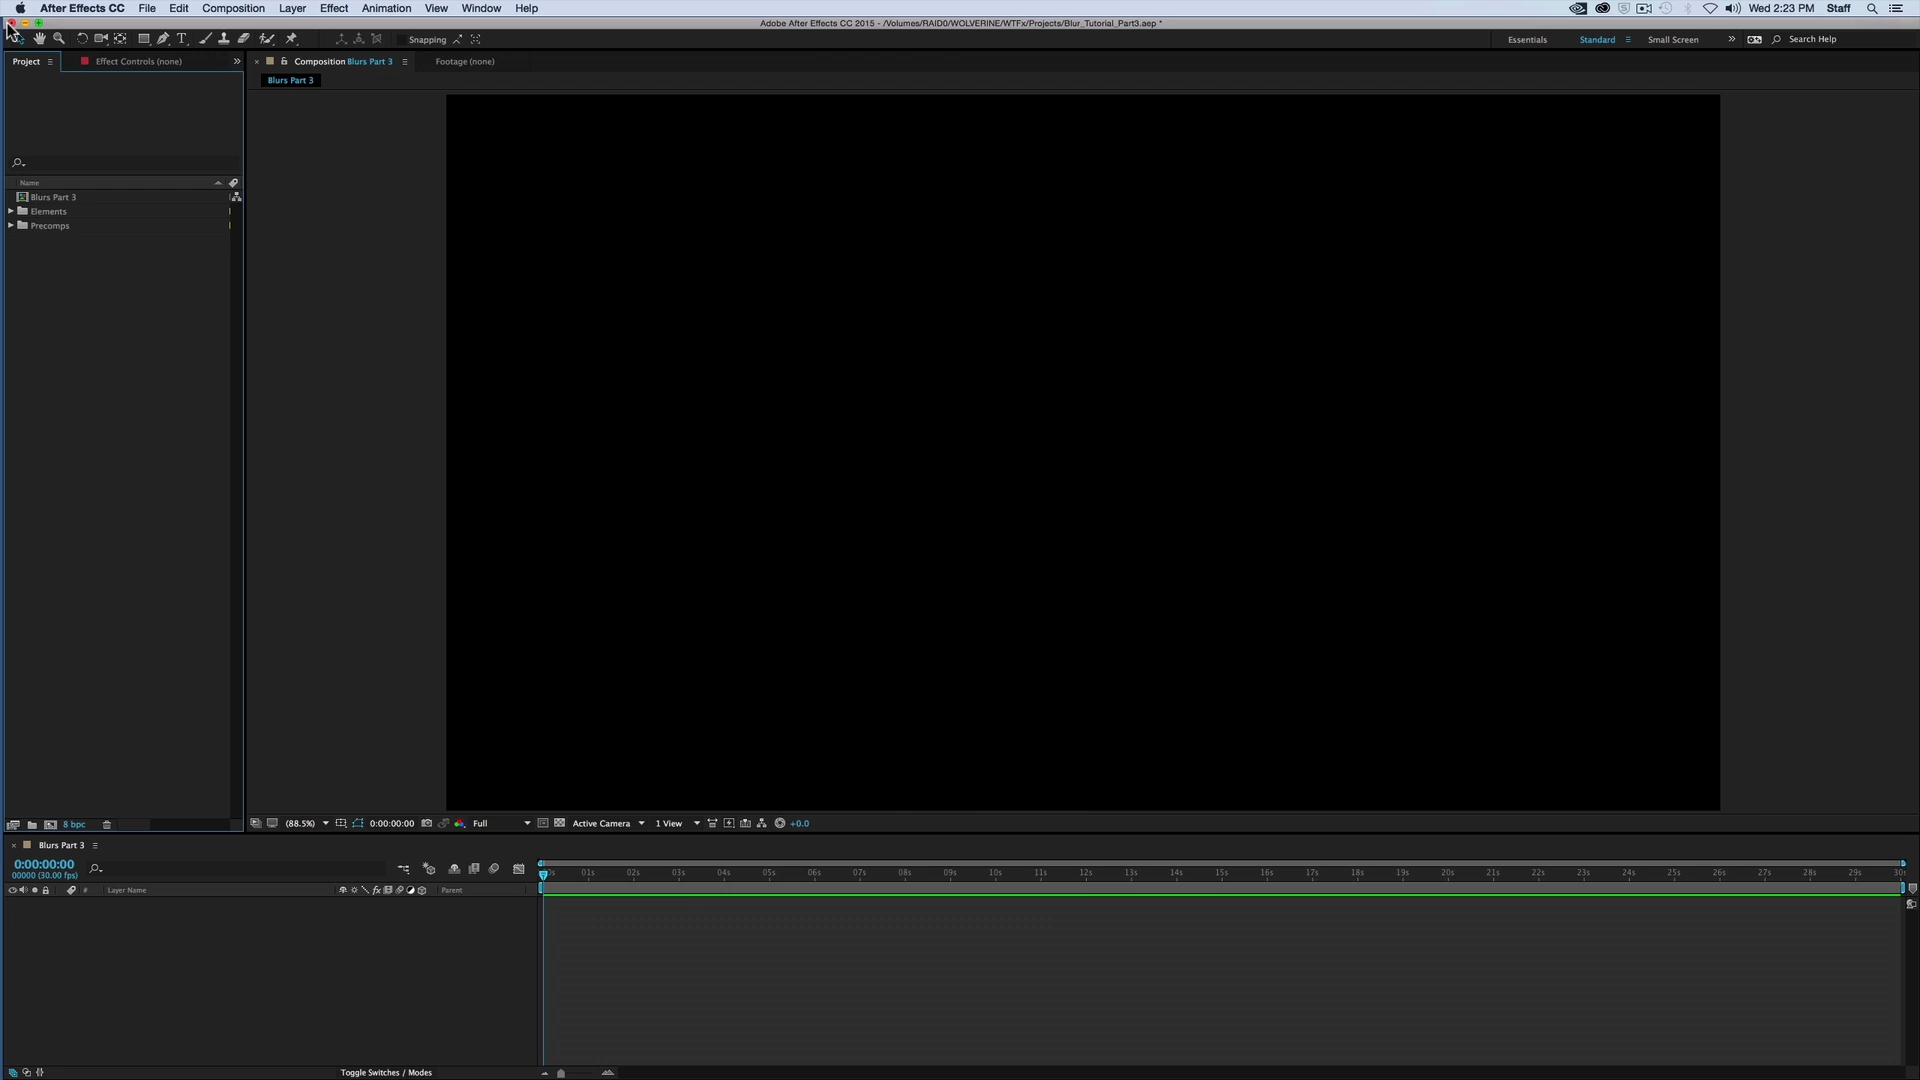 After Effects CC File Edit Composition Layer Effect Animation View Window Help Wed 2:23 PM Staff
Adobe After Effects CC 2015 - /Volumes/RAID0/WOLVERINE/WTFx/Projects/Blur_Tutorial_Part3.aep *
Snapping Essentials Standard Small Screen Search Help
Project Effect Controls (none) Composition Blurs Part 3 Footage (none)
Blurs Part 3
Name
Blurs Part 3
Elements
Precomps
8 bpc (88.5%) 0:00:00:00 Full Active Camera 1 View +0.0
Blurs Part 3
0:00:00:00
00000 (30.00 fps)
01s 02s 03s 04s 05s 06s 07s 08s 09s 10s 11s 12s 13s 14s 15s 16s 17s 18s 19s 20s 21s 22s 23s 24s 25s 26s 27s 28s 29s
# Layer Name fx Parent
Toggle Switches / Modes